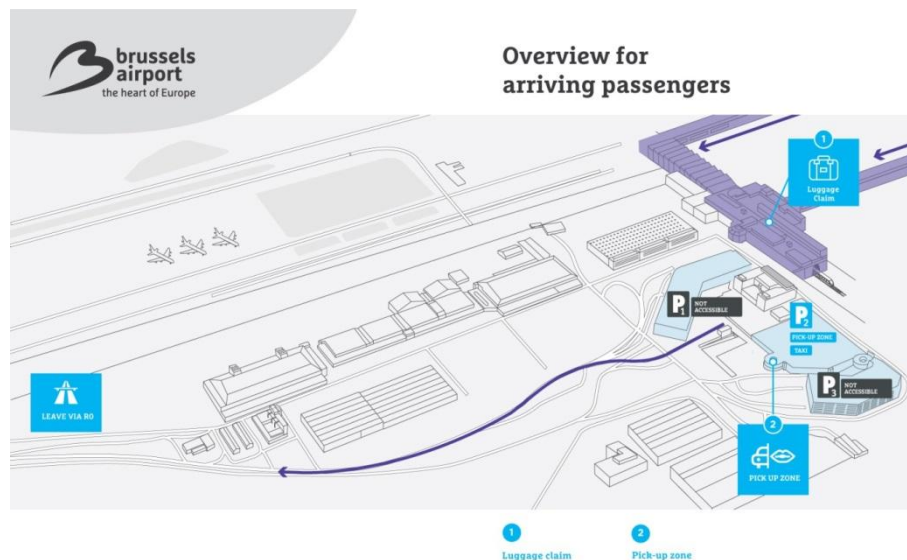 brussels
airport
the heart of Europe
Overview for
arriving passengers
1
Luggage
Claim
P1
NOT
ACCESSIBLE
P2
PICK-UP ZONE
TAXI
P3
NOT
ACCESSIBLE
LEAVE VIA R0
2
PICK UP ZONE
1
2
Luggage claim
Pick-up zone